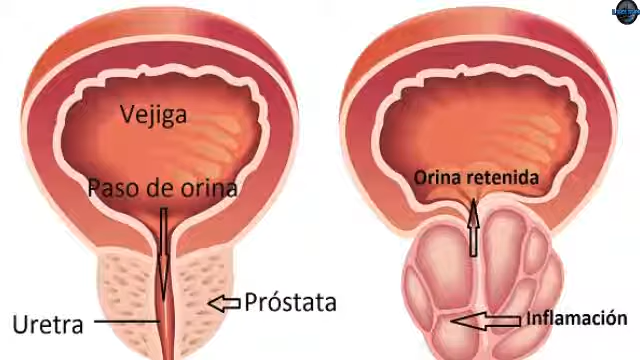 Vejiga
Paso de orina
Próstata
Uretra
Orina retenida
Inflamación